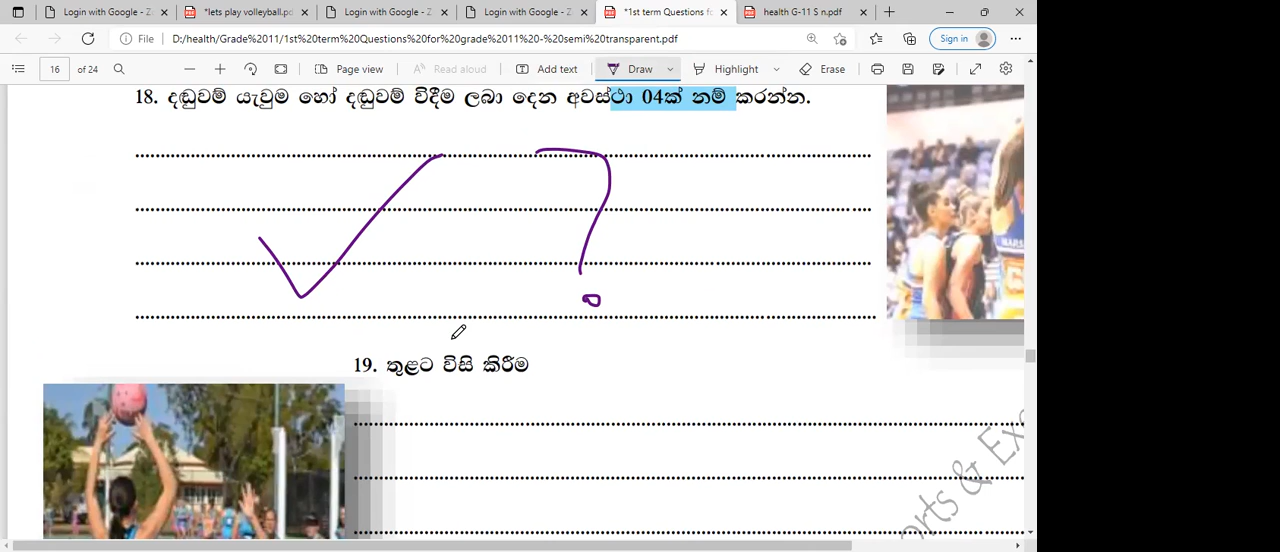 Login with Google - Z
*lets play volleyball.pd
Login with Google - Z
Login with Google - Z
*1st term Questions fo
health G-11 S n.pdf
File
D:/health/Grade%2011/1st%20term%20Questions%20for%20grade%2011%20-%20semi%20transparent.pdf
Sign in
16 of 24
Page view
Read aloud
Add text
Draw
Highlight
Erase
18. දඬුවම් යැවුම හෝ දඬුවම් විදීම ලබා දෙන අවස්ථා 04ක් නම් කරන්න.
?
19. තුළට විසි කිරීම
orts & Exe